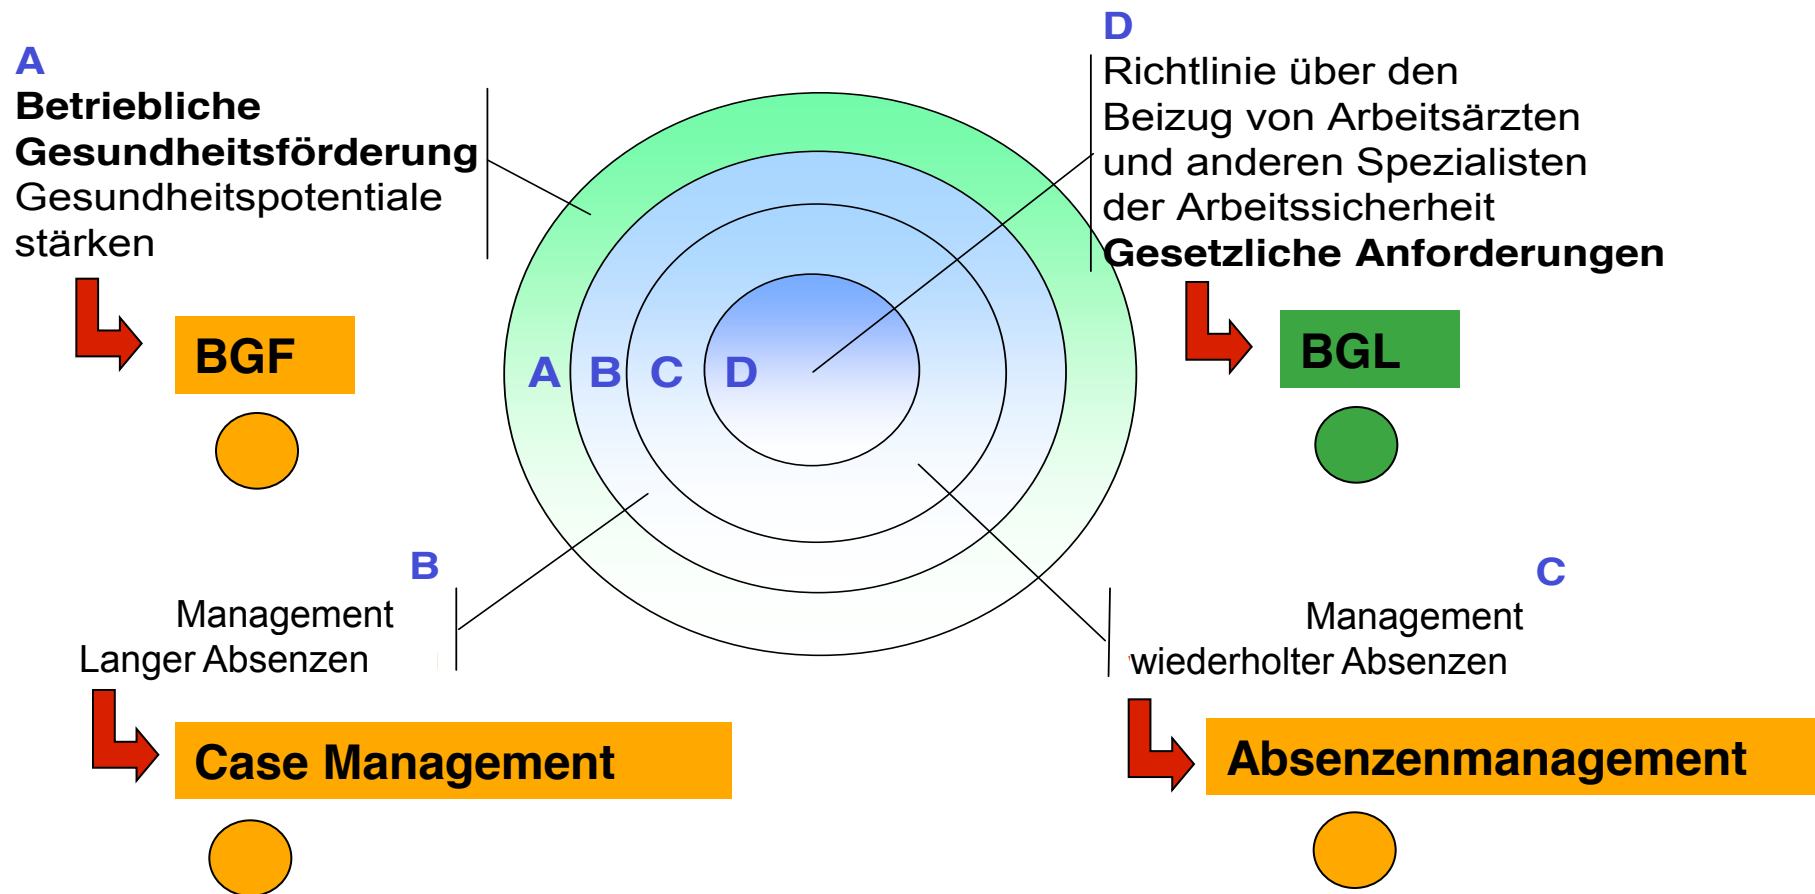 A
Betriebliche
Gesundheitsförderung
Gesundheitspotentiale
stärken
BGF
D
Richtlinie über den
Beizug von Arbeitsärzten
und anderen Spezialisten
der Arbeitssicherheit
Gesetzliche Anforderungen
BGL
A B C D
B
Management
Langer Absenzen
Case Management
C
Management
wiederholter Absenzen
Absenzenmanagement